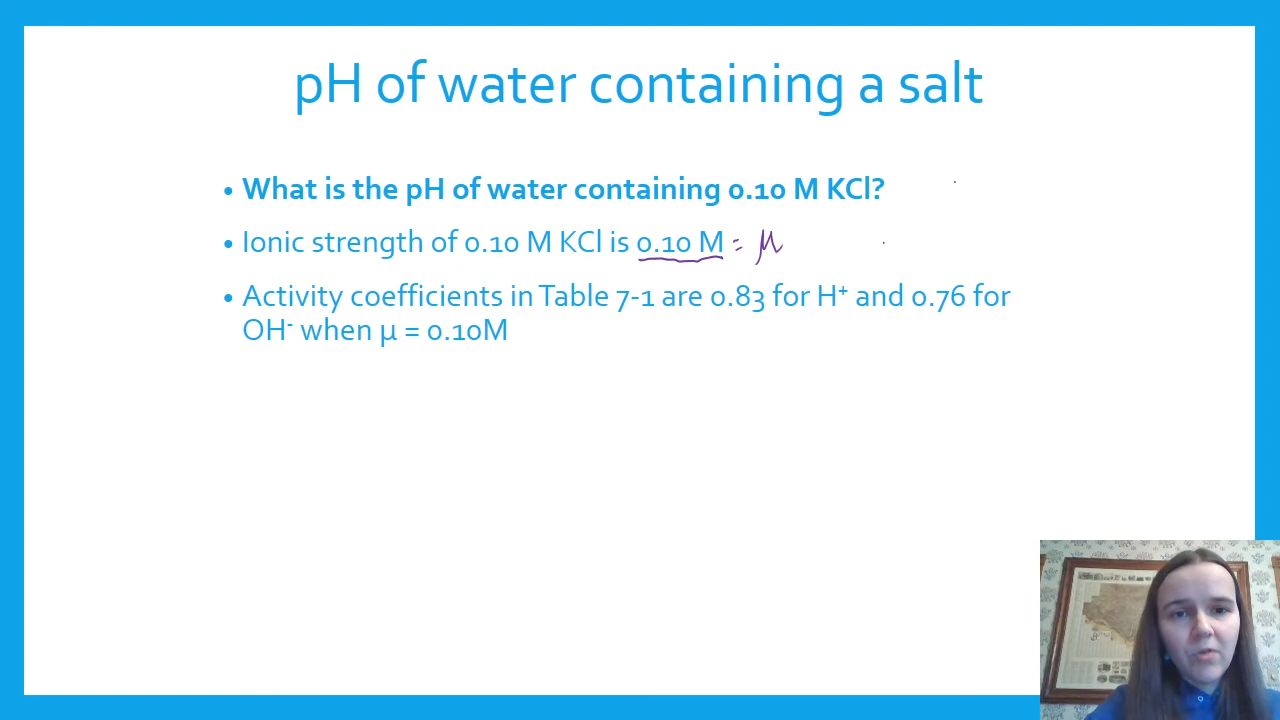 pH of water containing a salt
• What is the pH of water containing 0.10 M KCl?
• Ionic strength of 0.10 M KCl is 0.10 M = μ
• Activity coefficients in Table 7-1 are 0.83 for H⁺ and 0.76 for
OH⁻ when μ = 0.10M